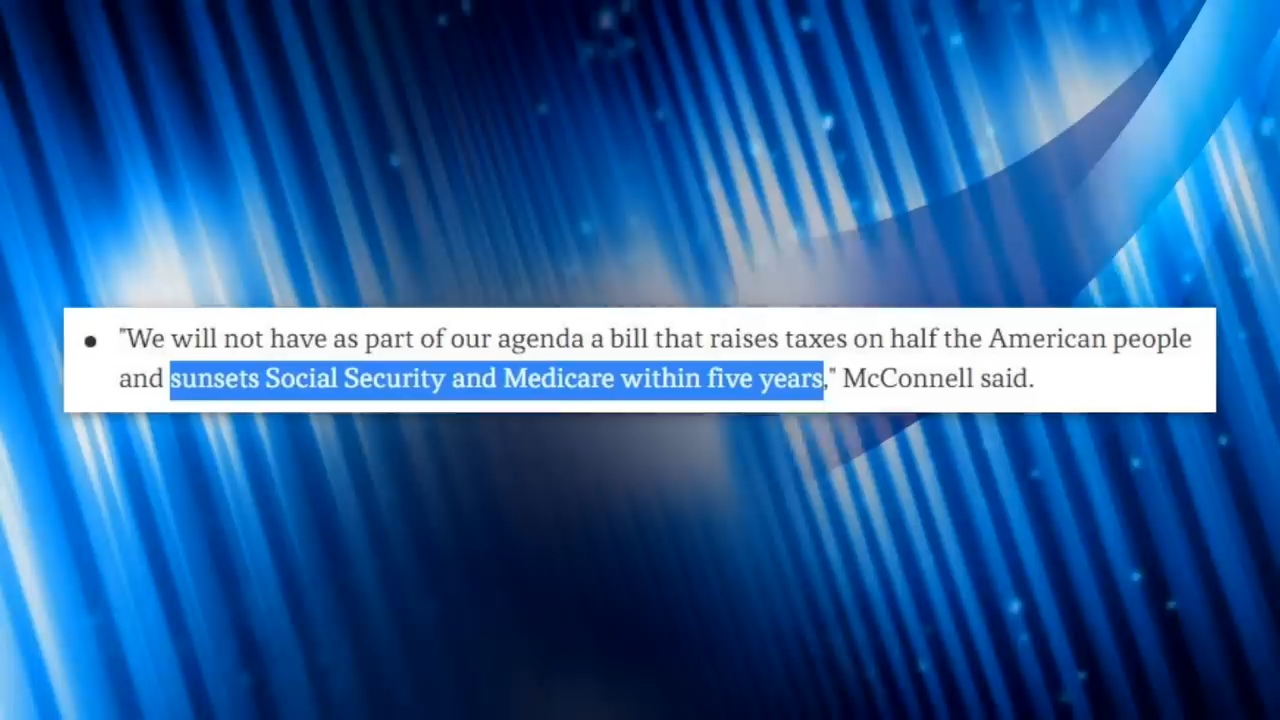 • "We will not have as part of our agenda a bill that raises taxes on half the American people
and sunsets Social Security and Medicare within five years," McConnell said.